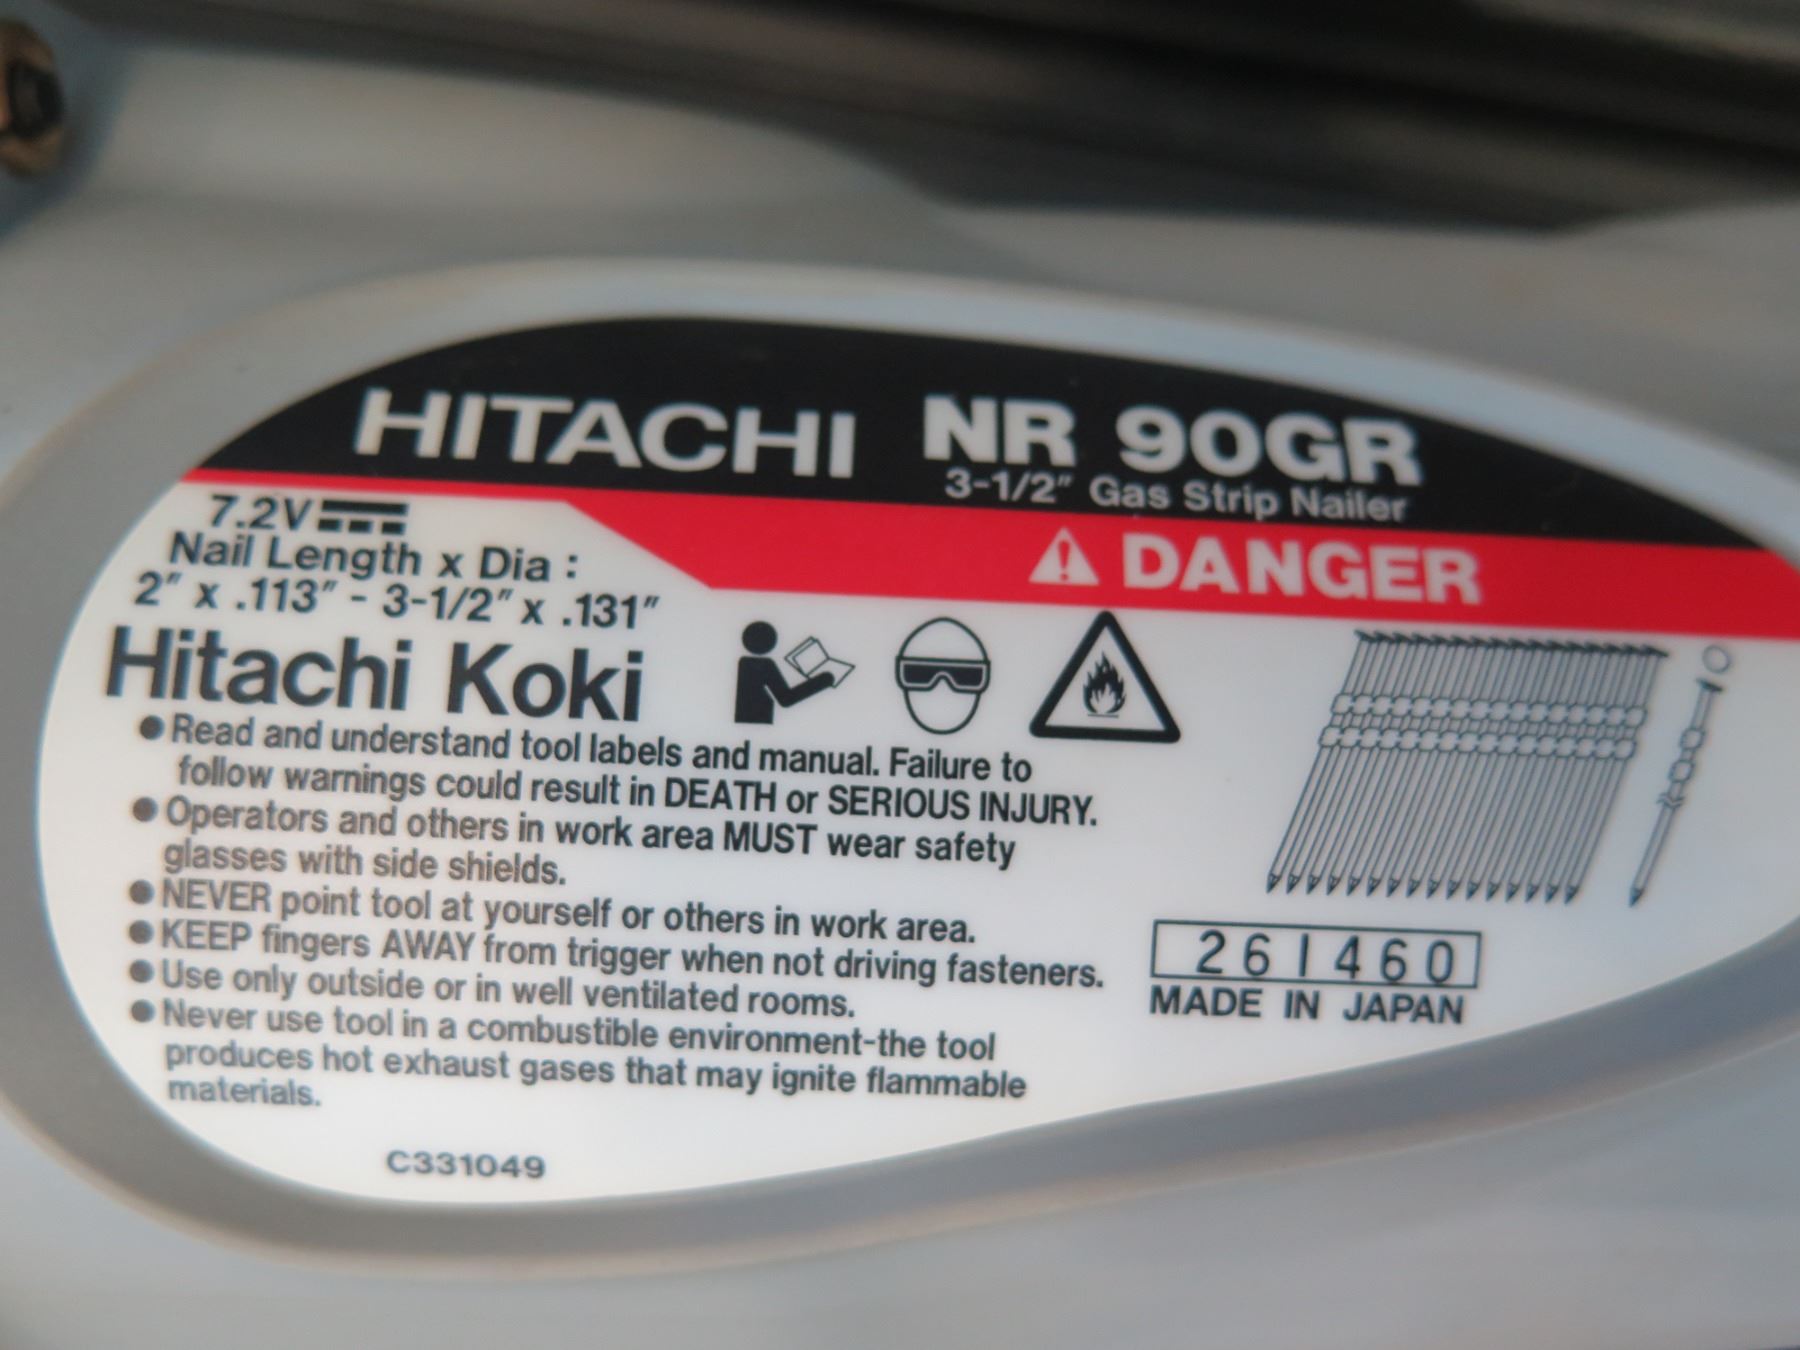 HITACHI NR 90GR
3-1/2" Gas Strip Nailer
7.2V
DANGER
Nail Length x Dia :
2" x .113" - 3-1/2" x .131"
Hitachi Koki
●Read and understand tool labels and manual. Failure to
follow warnings could result in DEATH or SERIOUS INJURY.
●Operators and others in work area MUST wear safety
glasses with side shields.
●NEVER point tool at yourself or others in work area.
●KEEP fingers AWAY from trigger when not driving fasteners.
●Use only outside or in well ventilated rooms.
●Never use tool in a combustible environment-the tool
produces hot exhaust gases that may ignite flammable
materials.
261460
MADE IN JAPAN
C331049